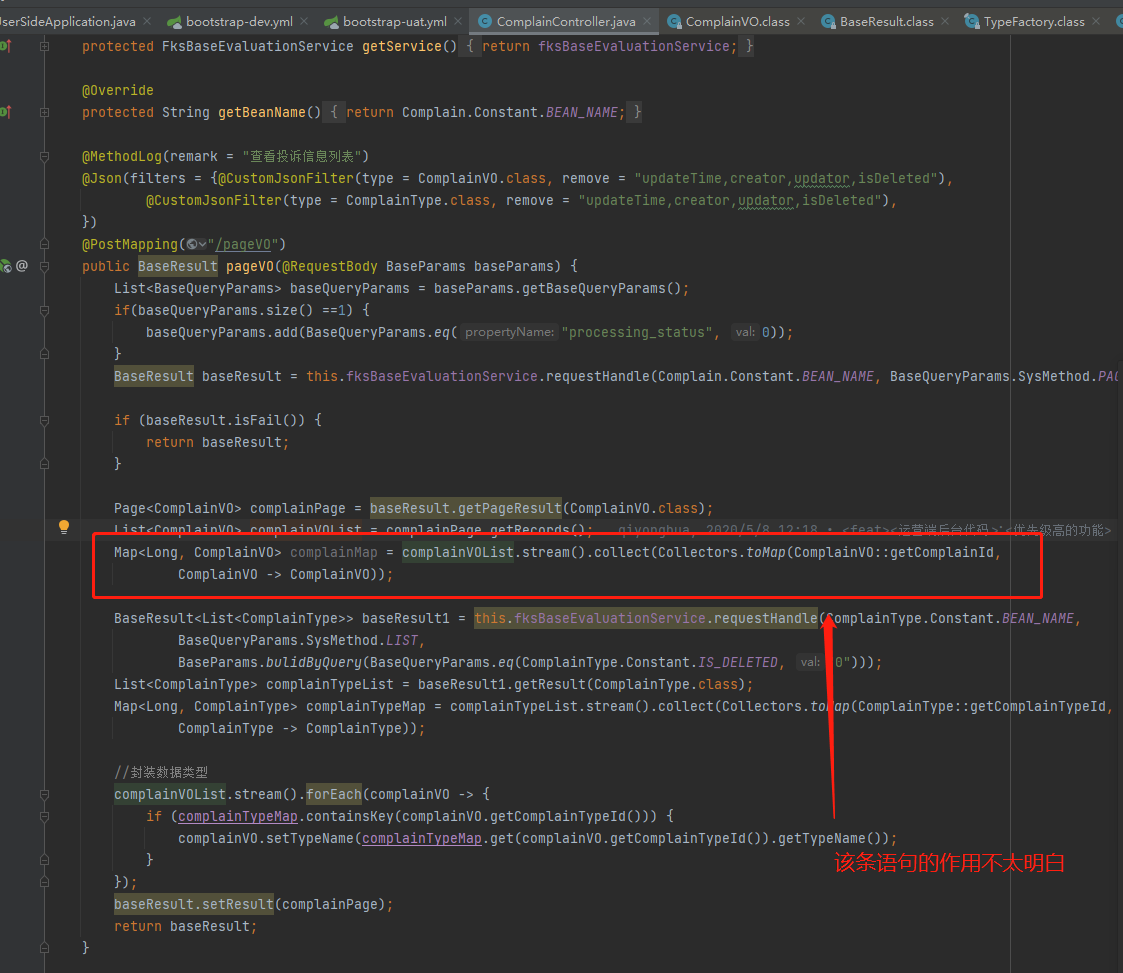 UserSideApplication.java × bootstrap-dev.yml × bootstrap-uat.yml × ComplainController.java × ComplainVO.class × BaseResult.class × TypeFactory.class ×
protected FksBaseEvaluationService getService() { return fksBaseEvaluationService; }
@Override
protected String getBeanName() { return Complain.Constant.BEAN_NAME; }
@MethodLog(remark = "查看投诉信息列表")
@Json(filters = {@CustomJsonFilter(type = ComplainVO.class, remove = "updateTime,creator,updator,isDeleted"),
@CustomJsonFilter(type = ComplainType.class, remove = "updateTime,creator,updator,isDeleted"),
})
@PostMapping("/pageVO")
public BaseResult pageVO(@RequestBody BaseParams baseParams) {
List<BaseQueryParams> baseQueryParams = baseParams.getBaseQueryParams();
if(baseQueryParams.size() ==1) {
baseQueryParams.add(BaseQueryParams.eq( propertyName: "processing_status", val: 0));
}
BaseResult baseResult = this.fksBaseEvaluationService.requestHandle(Complain.Constant.BEAN_NAME, BaseQueryParams.SysMethod.PAG
if (baseResult.isFail()) {
return baseResult;
}
Page<ComplainVO> complainPage = baseResult.getPageResult(ComplainVO.class);
List<ComplainVO> complainVOList = complainPage.getRecords(); qiyonghua, 2020/5/8 12:18 • <feat><运营端后台代码>:<优先级高的功能>
Map<Long, ComplainVO> complainMap = complainVOList.stream().collect(Collectors.toMap(ComplainVO::getComplainId,
ComplainVO -> ComplainVO));
BaseResult<List<ComplainType>> baseResult1 = this.fksBaseEvaluationService.requestHandle(ComplainType.Constant.BEAN_NAME,
BaseQueryParams.SysMethod.LIST,
BaseParams.bulidByQuery(BaseQueryParams.eq(ComplainType.Constant.IS_DELETED, val: "0")));
List<ComplainType> complainTypeList = baseResult1.getResult(ComplainType.class);
Map<Long, ComplainType> complainTypeMap = complainTypeList.stream().collect(Collectors.toMap(ComplainType::getComplainTypeId,
ComplainType -> ComplainType));
//封装数据类型
complainVOList.stream().forEach(complainVO -> {
if (complainTypeMap.containsKey(complainVO.getComplainTypeId())) {
complainVO.setTypeName(complainTypeMap.get(complainVO.getComplainTypeId()).getTypeName());
}
该条语句的作用不太明白
});
baseResult.setResult(complainPage);
return baseResult;
}